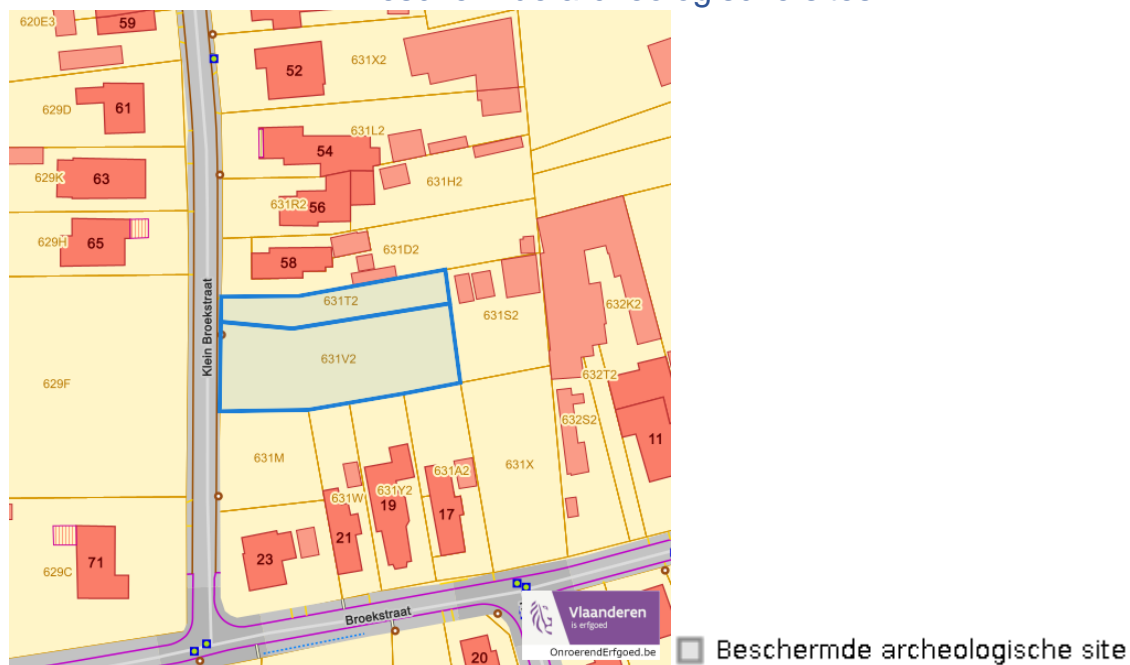 620E3
59
52
631X2
629D
61
631L2
54
629K
63
631H2
631R2
56
629H
65
631D2
58
631T2
631S2
632K2
Klein Broekstraat
631V2
629F
632T2
632S2
11
631M
631X
631A2
631W
631Y2
19
17
21
23
71
629C
Broekstraat
Vlaanderen
is erfgoed
OnroerendErfgoed.be
20
Beschermde archeologische site